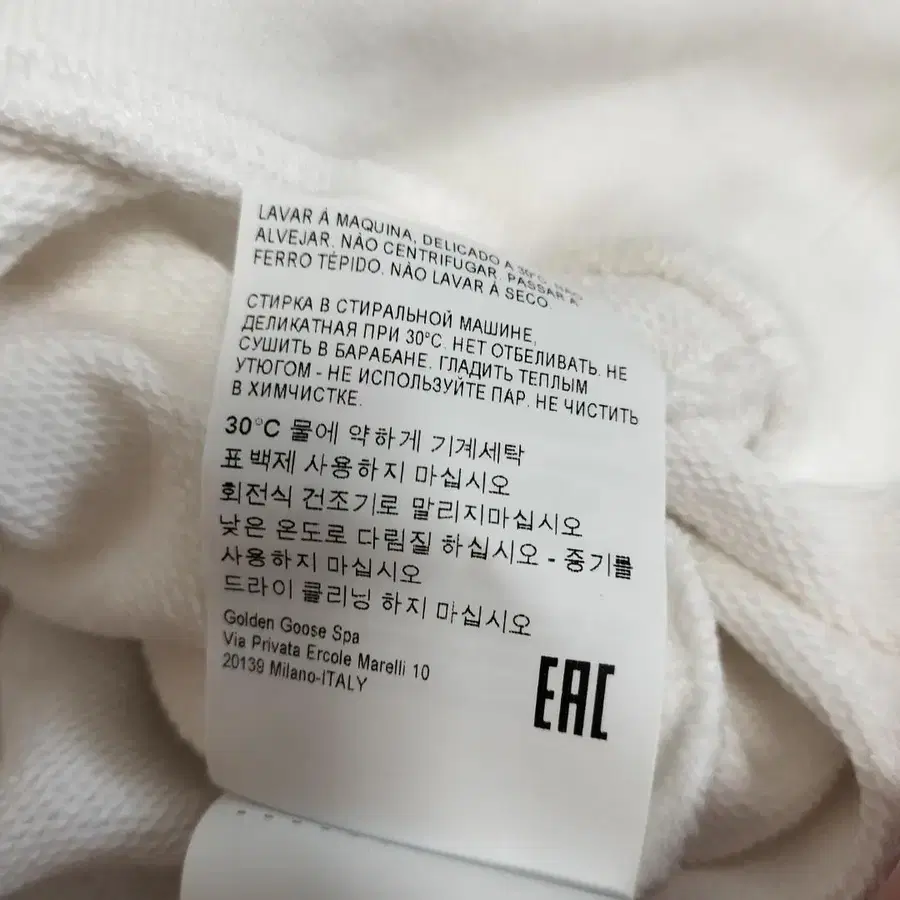 LAVAR À MAQUINA, DELICADO A 30°C. NÃO
ALVEJAR. NÃO CENTRIFUGAR. PASSAR A
FERRO TÉPIDO. NÃO LAVAR À SECO.
СТИРКА В СТИРАЛЬНОЙ МАШИНЕ,
ДЕЛИКАТНАЯ ПРИ 30°C. НЕТ ОТБЕЛИВАТЬ. НЕ
СУШИТЬ В БАРАБАНЕ. ГЛАДИТЬ ТЕПЛЫМ
УТЮГОМ - НЕ ИСПОЛЬЗУЙТЕ ПАР. НЕ ЧИСТИТЬ
В ХИМЧИСТКЕ.
30°C 물에 약하게 기계세탁
표백제 사용하지 마십시오
회전식 건조기로 말리지마십시오
낮은 온도로 다림질 하십시오 - 증기를
사용하지 마십시오
드라이 클리닝 하지 마십시오
Golden Goose Spa
Via Privata Ercole Marelli 10
20139 Milano-ITALY
EAC